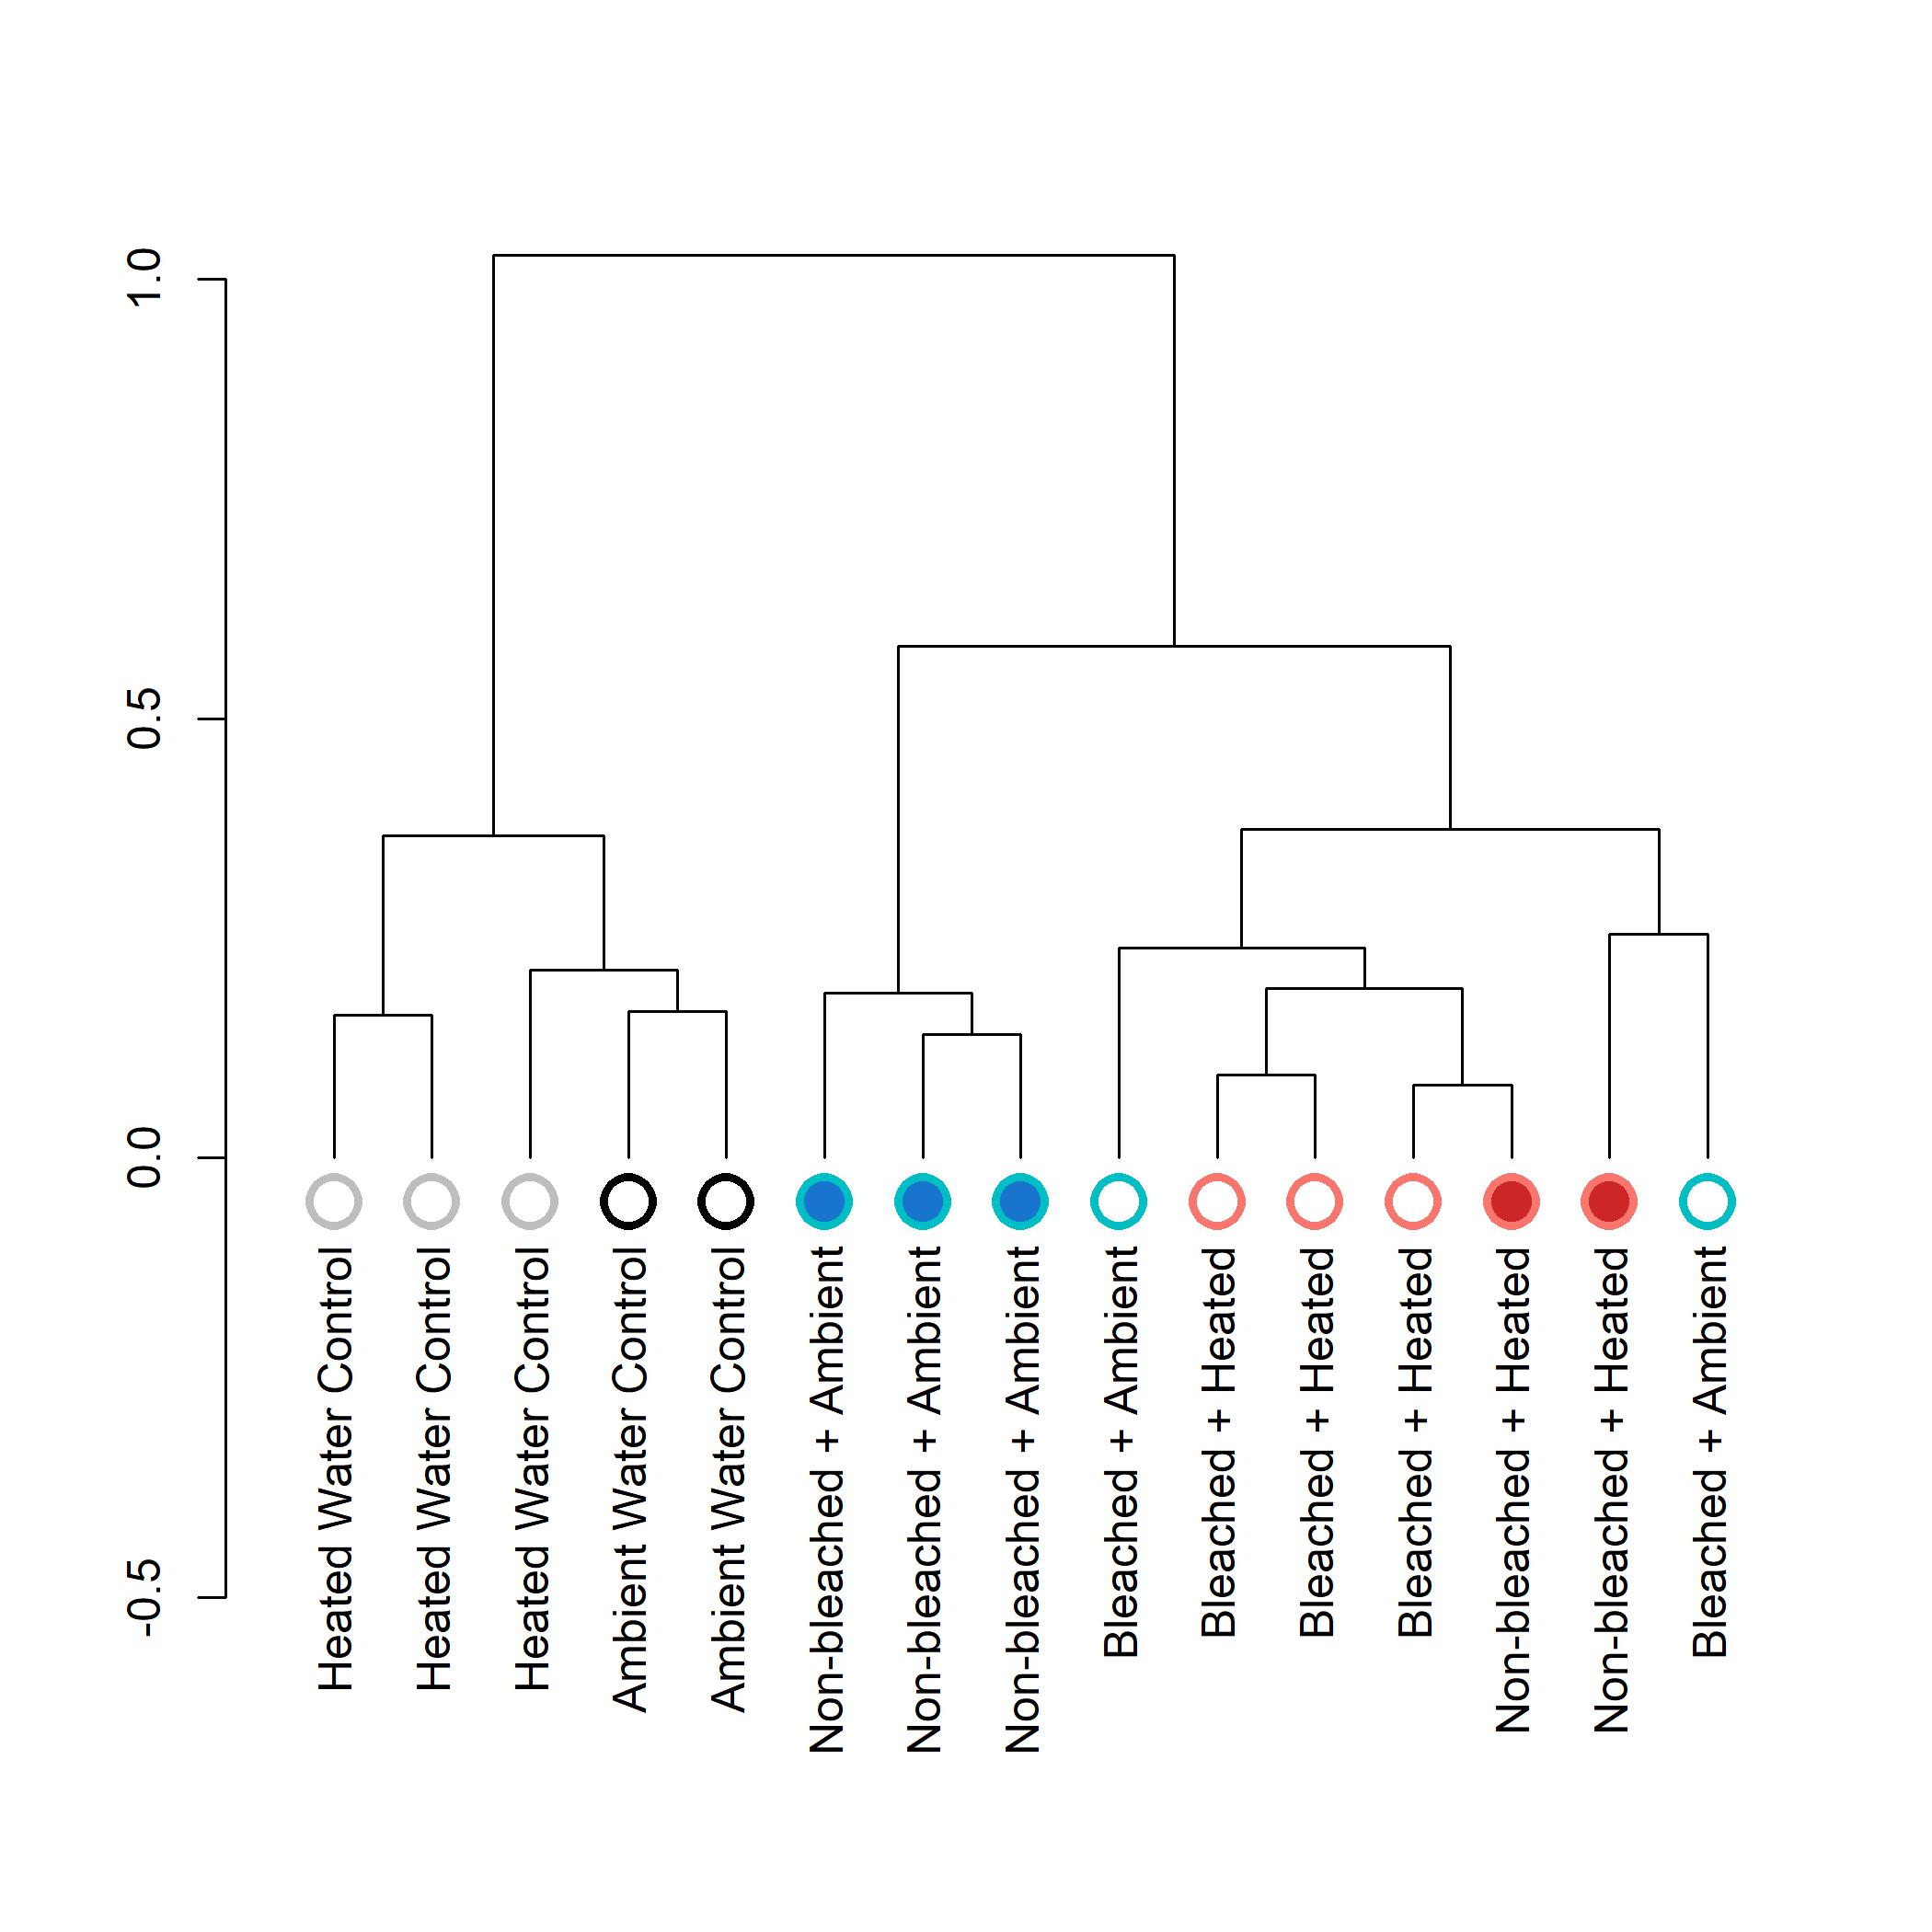 1.0
0.5
0.0
-0.5
Heated Water Control
Heated Water Control
Heated Water Control
Ambient Water Control
Ambient Water Control
Non-bleached + Ambient
Non-bleached + Ambient
Non-bleached + Ambient
Bleached + Ambient
Bleached + Heated
Bleached + Heated
Bleached + Heated
Non-bleached + Heated
Non-bleached + Heated
Bleached + Ambient